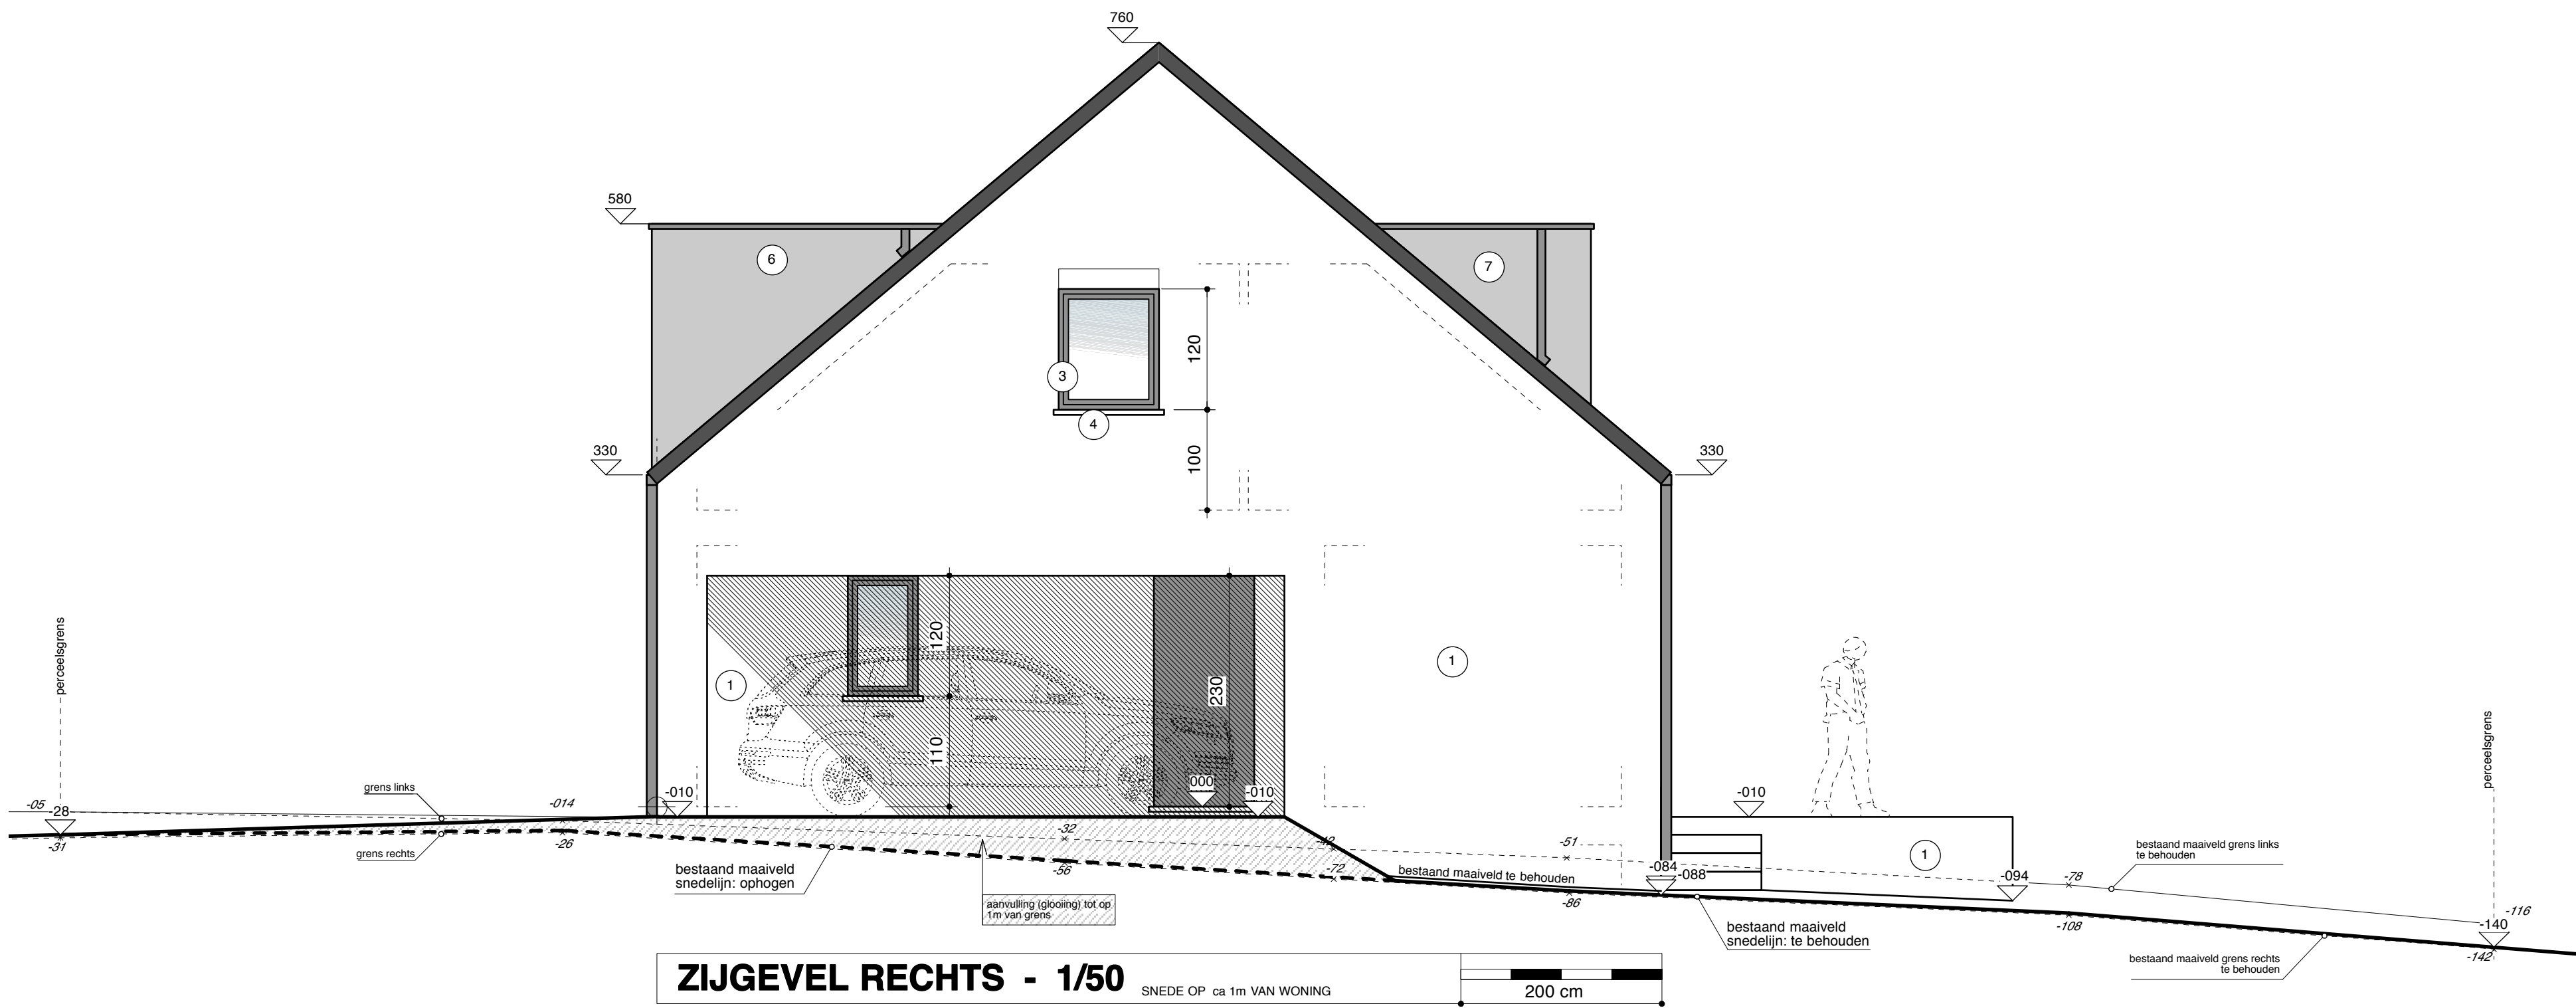 760
580
6
7
120
3
4
100
330
330
perceelsgrens
120
1
230
1
110
perceelsgrens
000
-010
-010
-010
grens links
-05
-28
-31
-014
-26
grens rechts
-32
-56
-72
-51
bestaand maaiveld te behouden
-084
-088
-86
1
-094
-78
-108
bestaand maaiveld grens links
te behouden
bestaand maaiveld
snedelijn: ophogen
aanvulling (glooiing) tot op
1m van grens
bestaand maaiveld
snedelijn: te behouden
-116
-140
-142
bestaand maaiveld grens rechts
te behouden
ZIJGEVEL RECHTS - 1/50
SNEDE OP ca 1m VAN WONING
200 cm